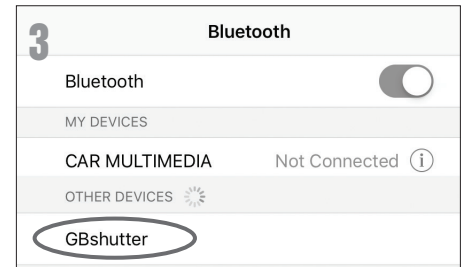 3
Bluetooth
Bluetooth
MY DEVICES
CAR MULTIMEDIA Not Connected i
OTHER DEVICES
GBshutter